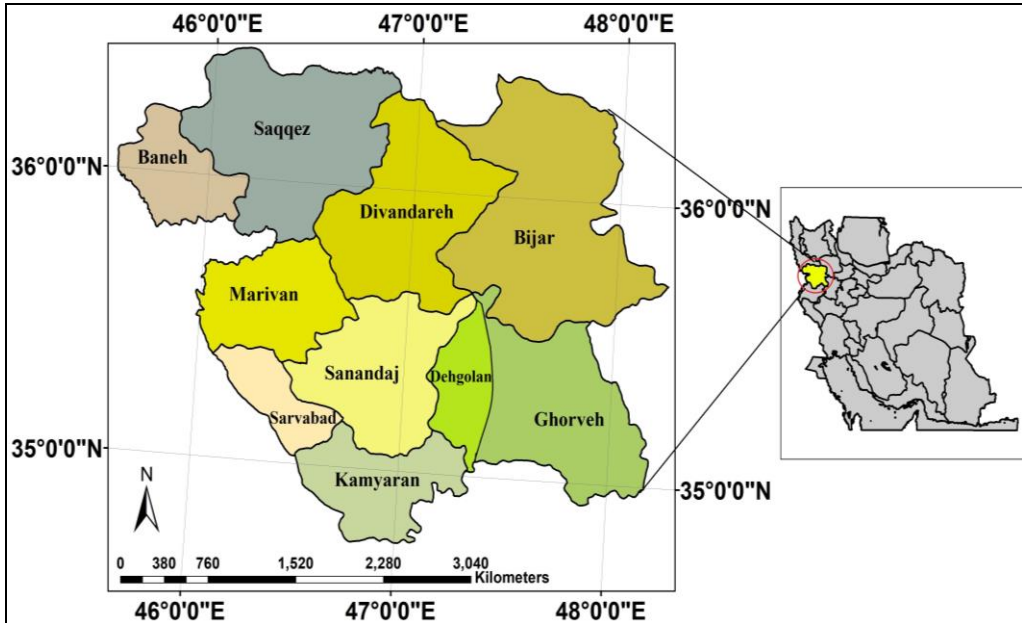 46°0'0"E 47°0'0"E 48°0'0"E
Saqqez
Baneh
36°0'0"N
Divandareh
36°0'0"N
Bijar
Marivan
Sanandaj
Dehgolan
Sarvabad
Ghorveh
35°0'0"N
Kamyaran
35°0'0"N
N
0 380 760 1,520 2,280 3,040
Kilometers
46°0'0"E 47°0'0"E 48°0'0"E